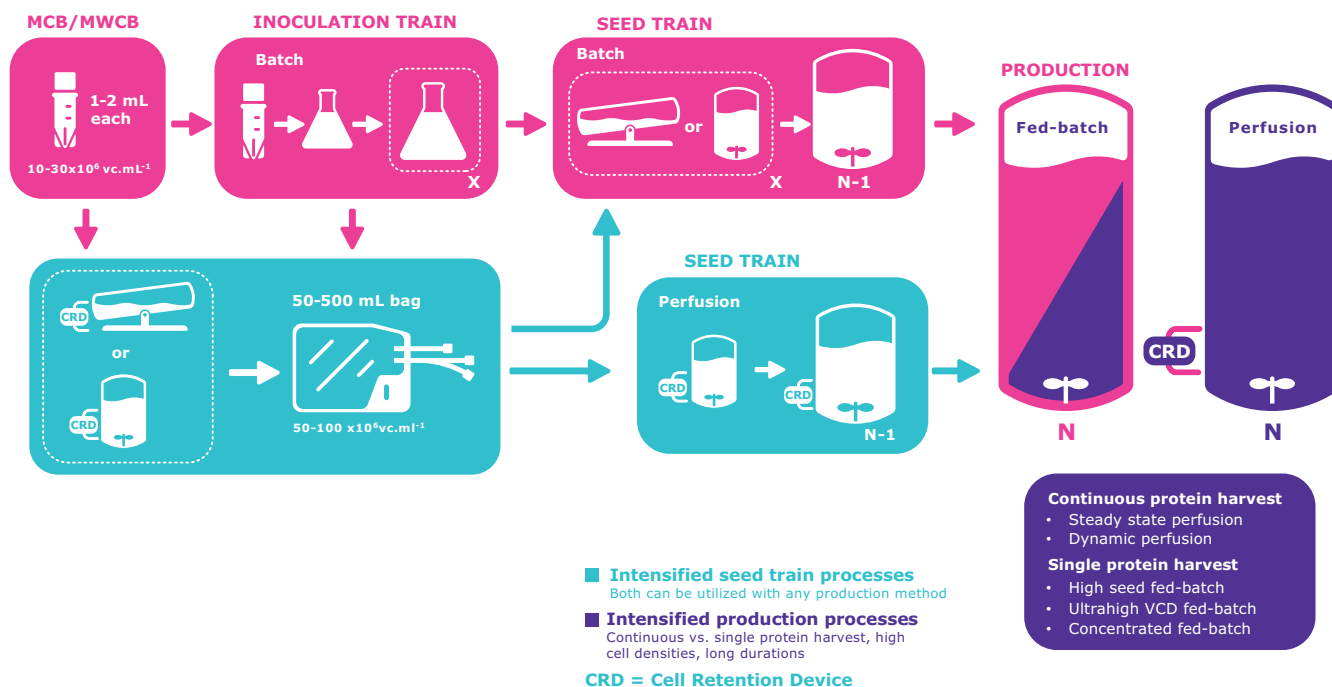 MCB/MWCB
1-2 mL
each
10-30x10⁶ vc.mL⁻¹
INOCULATION TRAIN
Batch
X
SEED TRAIN
Batch
or
X
N-1
PRODUCTION
Fed-batch
N
Perfusion
N
CRD
CRD
or
CRD
50-500 mL bag
50-100 x10⁶vc.ml⁻¹
SEED TRAIN
Perfusion
CRD
CRD
N-1
Continuous protein harvest
• Steady state perfusion
• Dynamic perfusion
Single protein harvest
• High seed fed-batch
• Ultrahigh VCD fed-batch
• Concentrated fed-batch
Intensified seed train processes
Both can be utilized with any production method
Intensified production processes
Continuous vs. single protein harvest, high
cell densities, long durations
CRD = Cell Retention Device